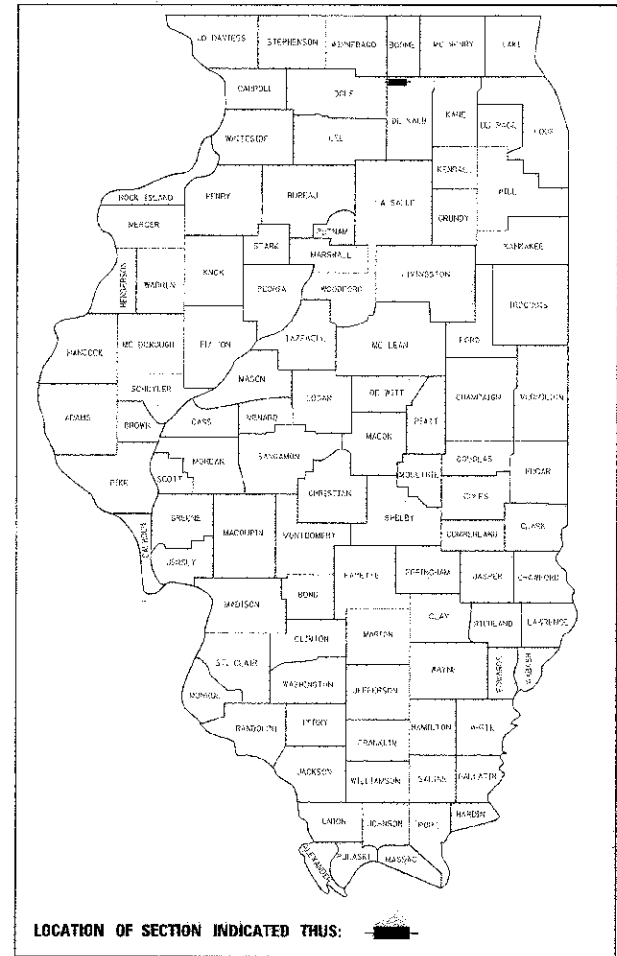 JO DAVIESS STEPHENSON WINNEBAGO BOONE MC HENRY LAKE
CARROLL OGLE
DE KALB KANE
DU PAGE COOK
WHITESIDE LEE
KENDALL
ROCK ISLAND HENRY BUREAU LA SALLE WILL
MERCER PUTNAM GRUNDY
STARK KANKAKEE
HENDERSON WARREN KNOX MARSHALL LIVINGSTON
PEORIA WOODFORD IROQUOIS
FORD
HANCOCK MC DONOUGH FULTON TAZEWELL MC LEAN
MASON
SCHUYLER LOGAN DE WITT CHAMPAIGN VERMILION
ADAMS BROWN CASS MENARD MACON PIATT
PIKE SCOTT MORGAN SANGAMON MOULTRIE DOUGLAS EDGAR
CHRISTIAN COLES
CALHOUN GREENE MACOUPIN MONTGOMERY SHELBY CUMBERLAND CLARK
JERSEY FAYETTE EFFINGHAM JASPER CRAWFORD
MADISON BOND CLAY RICHLAND LAWRENCE
CLINTON MARION
ST. CLAIR WAYNE EDWARDS WABASH
MONROE WASHINGTON JEFFERSON
RANDOLPH PERRY HAMILTON WHITE
FRANKLIN
JACKSON WILLIAMSON SALINE GALLATIN
UNION JOHNSON POPE HARDIN
ALEXANDER PULASKI MASSAC
LOCATION OF SECTION INDICATED THUS: